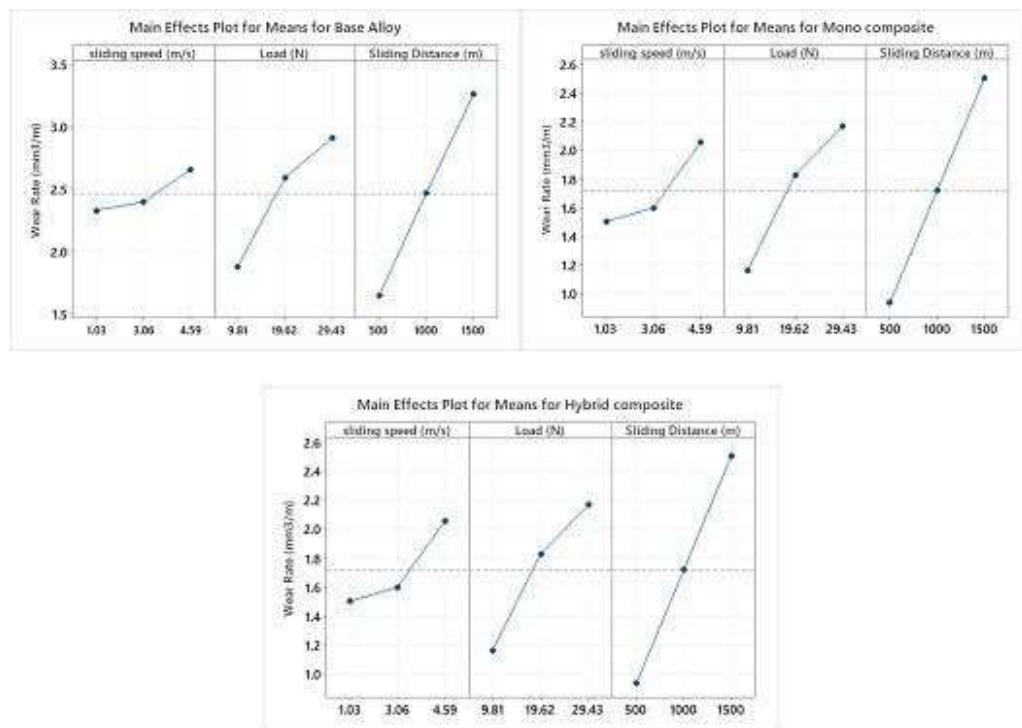 Main Effects Plot for Means for Base Alloy
sliding speed (m/s) Load (N) Sliding Distance (m)
3.5
3.0
2.5
2.0
1.5
Wear Rate (mm3/m)
1.03 3.06 4.59 9.81 19.62 29.43 500 1000 1500
Main Effects Plot for Means for Mono composite
sliding speed (m/s) Load (N) Sliding Distance (m)
2.6
2.4
2.2
2.0
1.8
1.6
1.4
1.2
1.0
Wear Rate (mm3/m)
1.03 3.06 4.59 9.81 19.62 29.43 500 1000 1500
Main Effects Plot for Means for Hybrid composite
sliding speed (m/s) Load (N) Sliding Distance (m)
2.6
2.4
2.2
2.0
1.8
1.6
1.4
1.2
1.0
Wear Rate (mm3/m)
1.03 3.06 4.59 9.81 19.62 29.43 500 1000 1500